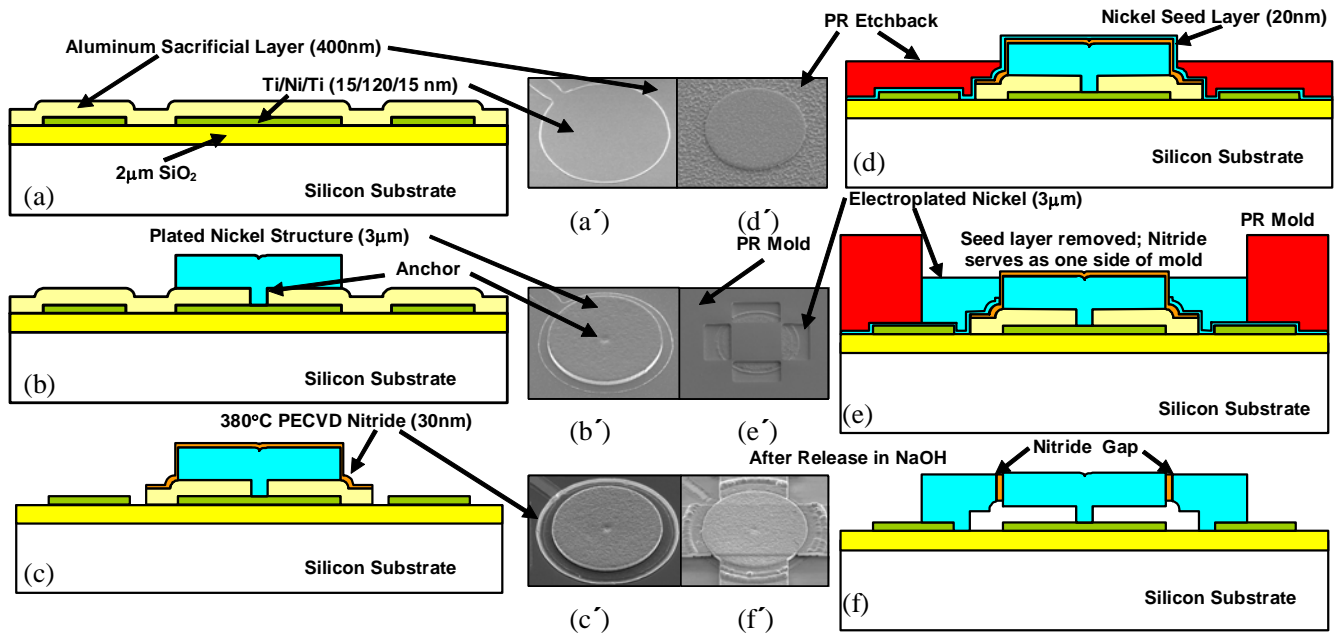 Aluminum Sacrificial Layer (400nm)
Ti/Ni/Ti (15/120/15 nm)
2μm SiO₂
Silicon Substrate
(a)
(a´)
PR Etchback
(d´)
Nickel Seed Layer (20nm)
Silicon Substrate
(d)
Plated Nickel Structure (3μm)
Anchor
Silicon Substrate
(b)
(b´)
Electroplated Nickel (3μm)
PR Mold
(e´)
PR Mold
Seed layer removed; Nitride
serves as one side of mold
Silicon Substrate
(e)
380ºC PECVD Nitride (30nm)
Silicon Substrate
(c)
(c´)
After Release in NaOH
(f´)
Nitride Gap
Silicon Substrate
(f)